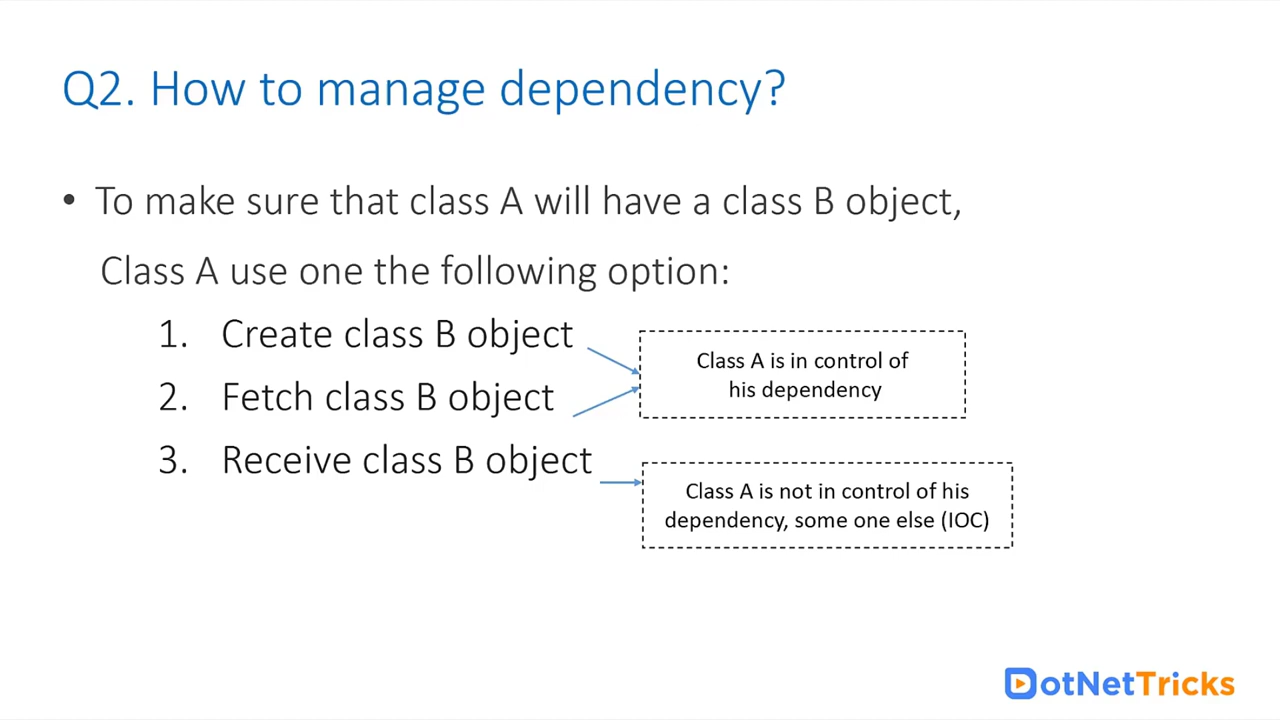 Q2. How to manage dependency?
• To make sure that class A will have a class B object,
Class A use one the following option:
1. Create class B object
2. Fetch class B object
3. Receive class B object
Class A is in control of
his dependency
Class A is not in control of his
dependency, some one else (IOC)
DotNetTricks